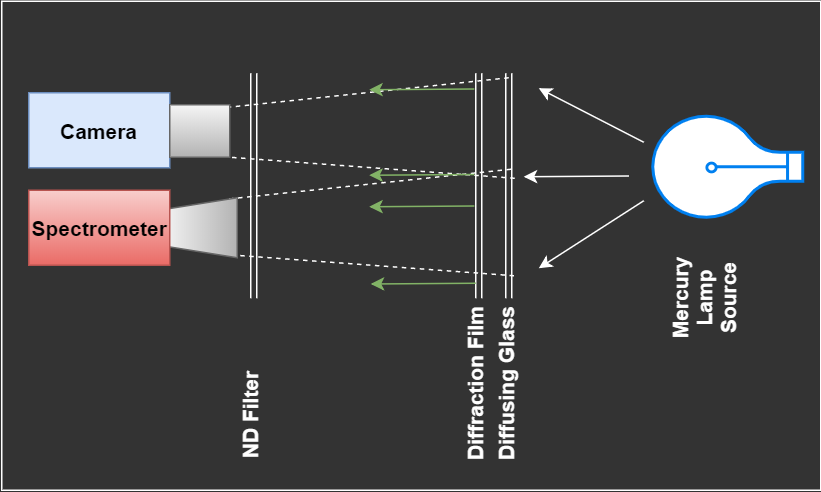 Camera
Spectrometer
ND Filter
Diffraction Film
Diffusing Glass
Mercury
Lamp
Source